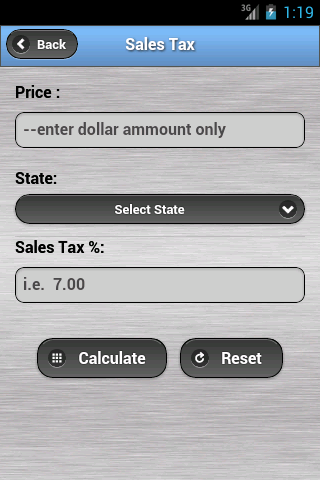 3G 1:19
Back Sales Tax
Price :
--enter dollar ammount only
State:
Select State
Sales Tax %:
i.e. 7.00
Calculate Reset